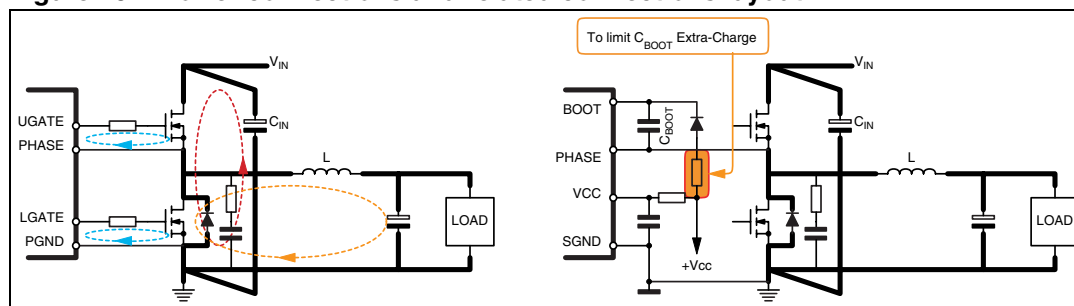 To limit CBOOT Extra-Charge
VIN
UGATE
PHASE
LGATE
PGND
CIN
L
LOAD
VIN
BOOT
PHASE
VCC
SGND
CBOOT
CIN
L
LOAD
+Vcc